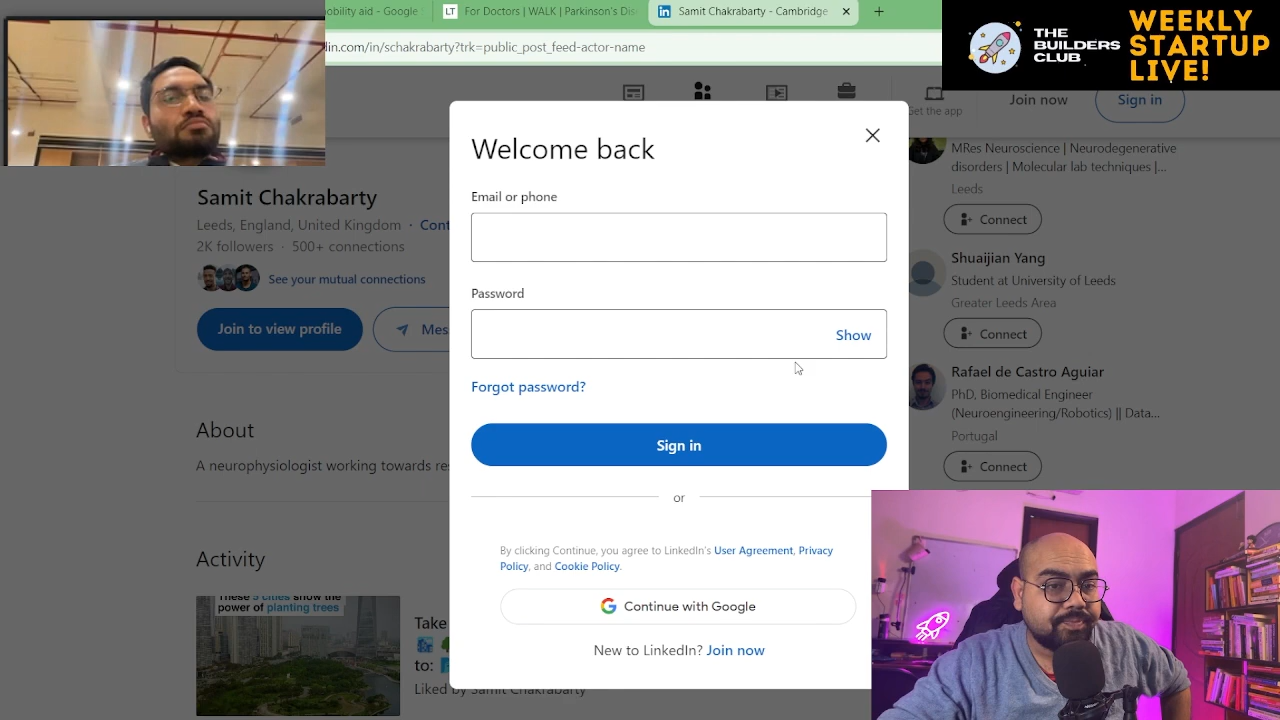 obility aid - Google
LT For Doctors | WALK | Parkinson's Dis
in Samit Chakrabarty - Cambridge
lin.com/in/schakrabarty?trk=public_post_feed-actor-name
THE
BUILDERS
CLUB
WEEKLY
STARTUP
LIVE!
Get the app
Join now
Sign in
Welcome back
Email or phone
Password
Show
Forgot password?
Sign in
or
By clicking Continue, you agree to LinkedIn's User Agreement, Privacy
Policy, and Cookie Policy.
Continue with Google
New to LinkedIn? Join now
Samit Chakrabarty
Leeds, England, United Kingdom · Cont
2K followers · 500+ connections
See your mutual connections
Join to view profile
Mes
About
A neurophysiologist working towards res
Activity
These 5 cities show the
power of planting trees
Take
to:
Liked by Samit Chakrabarty
MRes Neuroscience | Neurodegenerative
disorders | Molecular lab techniques |...
Leeds
Connect
Shuaijian Yang
Student at University of Leeds
Greater Leeds Area
Connect
Rafael de Castro Aguiar
PhD, Biomedical Engineer
(Neuroengineering/Robotics) || Data...
Portugal
Connect